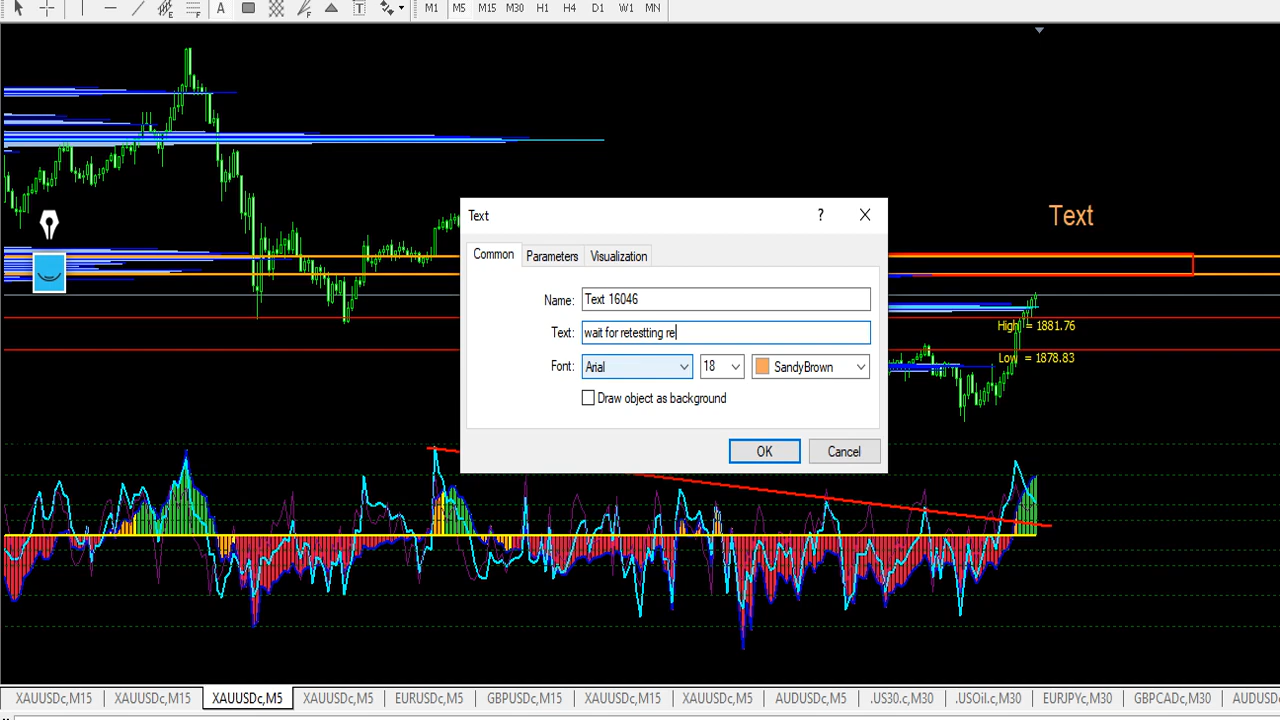 A T M1 M5 M15 M30 H1 H4 D1 W1 MN
Text
Text ?
Common Parameters Visualization
Name: Text 16046
Text: wait for retestting re
Font: Arial 18 SandyBrown
Draw object as background
OK Cancel
High = 1881.76
Low = 1878.83
XAUUSDc,M15 XAUUSDc,M15 XAUUSDc,M5 XAUUSDc,M5 EURUSDc,M5 GBPUSDc,M15 XAUUSDc,M15 XAUUSDc,M5 AUDUSDc,M5 .US30.c,M30 .USOil.c,M30 EURJPYc,M30 GBPCADc,M30 AUDUSD